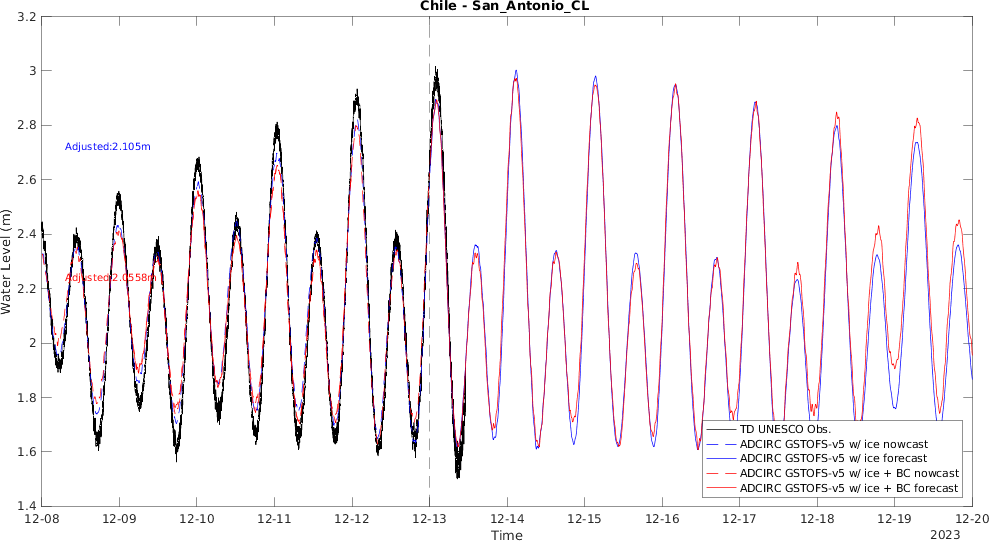 Chile - San_Antonio_CL
3.2
3
2.8
2.6
2.4
2.2
2
1.8
1.6
1.4
Water Level (m)
Adjusted:2.105m
Adjusted:2.0558m
TD UNESCO Obs.
ADCIRC GSTOFS-v5 w/ ice nowcast
ADCIRC GSTOFS-v5 w/ ice forecast
ADCIRC GSTOFS-v5 w/ ice + BC nowcast
ADCIRC GSTOFS-v5 w/ ice + BC forecast
12-08 12-09 12-10 12-11 12-12 12-13 12-14 12-15 12-16 12-17 12-18 12-19 12-20
Time
2023